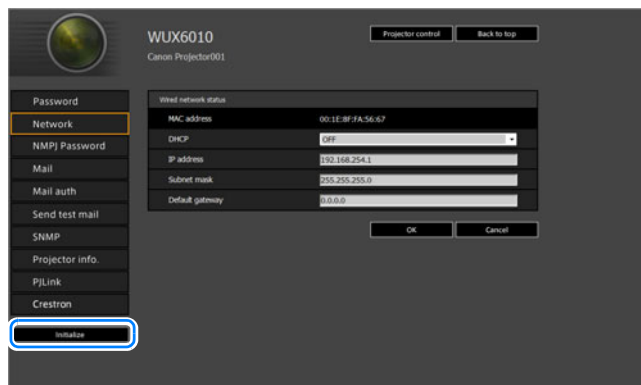 WUX6010
Projector control
Back to top
Canon Projector001
Password
Network
NMPJ Password
Mail
Mail auth
Send test mail
SNMP
Projector info.
PJLink
Crestron
Initialize
Wired network status
MAC address 00:1E:8F:FA:56:67
DHCP OFF
IP address 192.168.254.1
Subnet mask 255.255.255.0
Default gateway 0.0.0.0
OK
Cancel